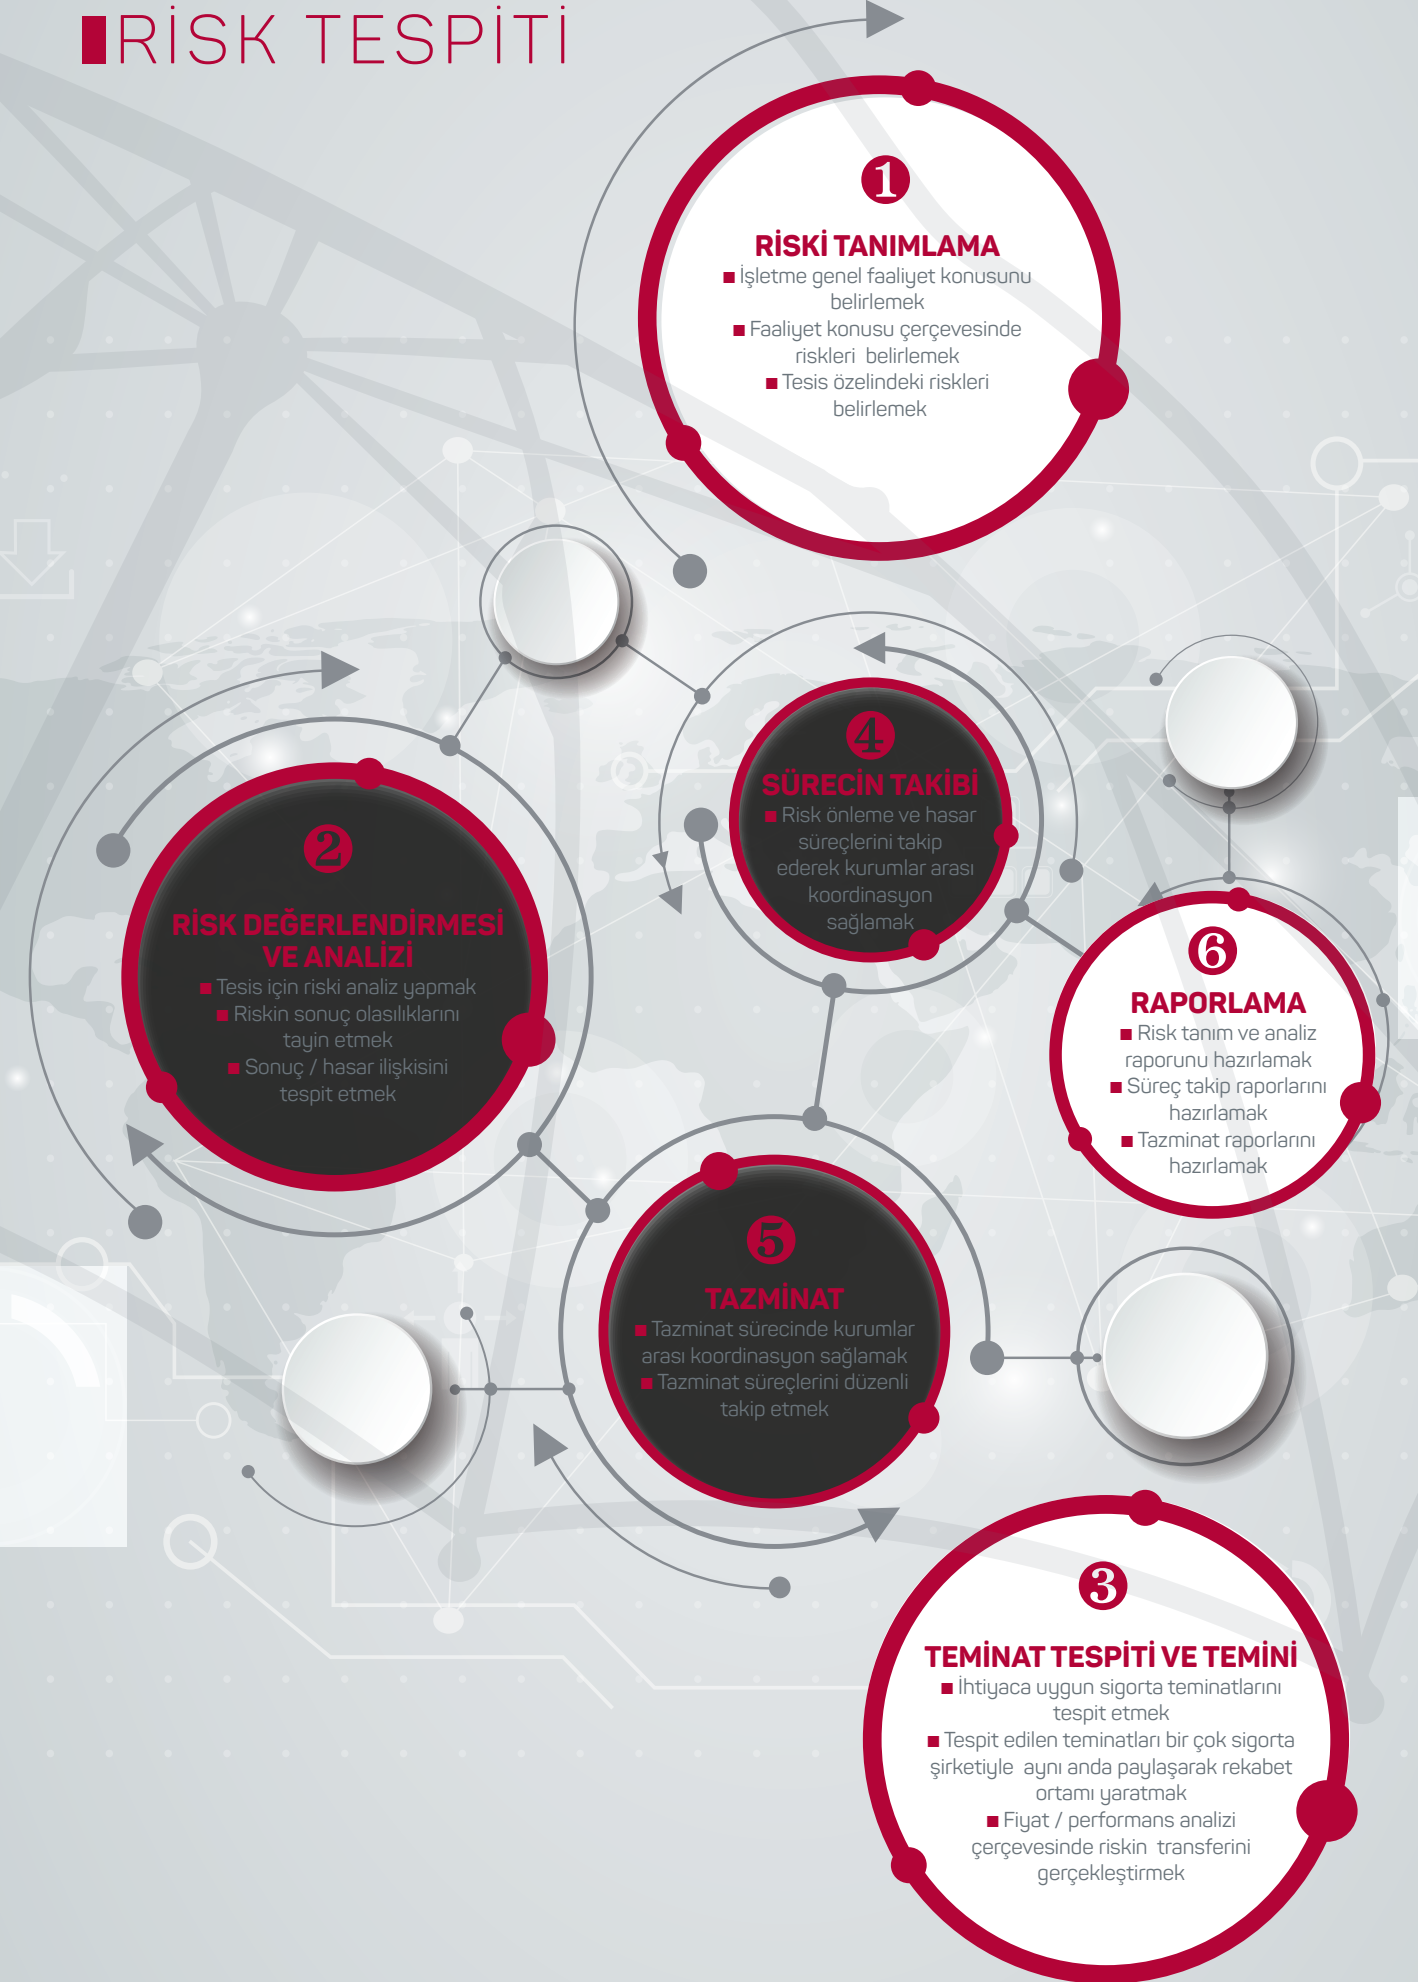 RİSK TESPİTİ
1
RİSKİ TANIMLAMA
■ İşletme genel faaliyet konusunu
belirlemek
■ Faaliyet konusu çerçevesinde
riskleri belirlemek
■ Tesis özelindeki riskleri
belirlemek
2
RİSK DEĞERLENDİRMESİ
VE ANALİZİ
■ Tesis için riski analiz yapmak
■ Riskin sonuç olasılıklarını
tayin etmek
■ Sonuç / hasar ilişkisini
tespit etmek
4
SÜRECİN TAKİBİ
■ Risk önleme ve hasar
süreçlerini takip
ederek kurumlar arası
koordinasyon
sağlamak
6
RAPORLAMA
■ Risk tanım ve analiz
raporunu hazırlamak
■ Süreç takip raporlarını
hazırlamak
■ Tazminat raporlarını
hazırlamak
5
TAZMİNAT
■ Tazminat sürecinde kurumlar
arası koordinasyon sağlamak
■ Tazminat süreçlerini düzenli
takip etmek
3
TEMİNAT TESPİTİ VE TEMİNİ
■ İhtiyaca uygun sigorta teminatlarını
tespit etmek
■ Tespit edilen teminatları bir çok sigorta
şirketiyle aynı anda paylaşarak rekabet
ortamı yaratmak
■ Fiyat / performans analizi
çerçevesinde riskin transferini
gerçekleştirmek